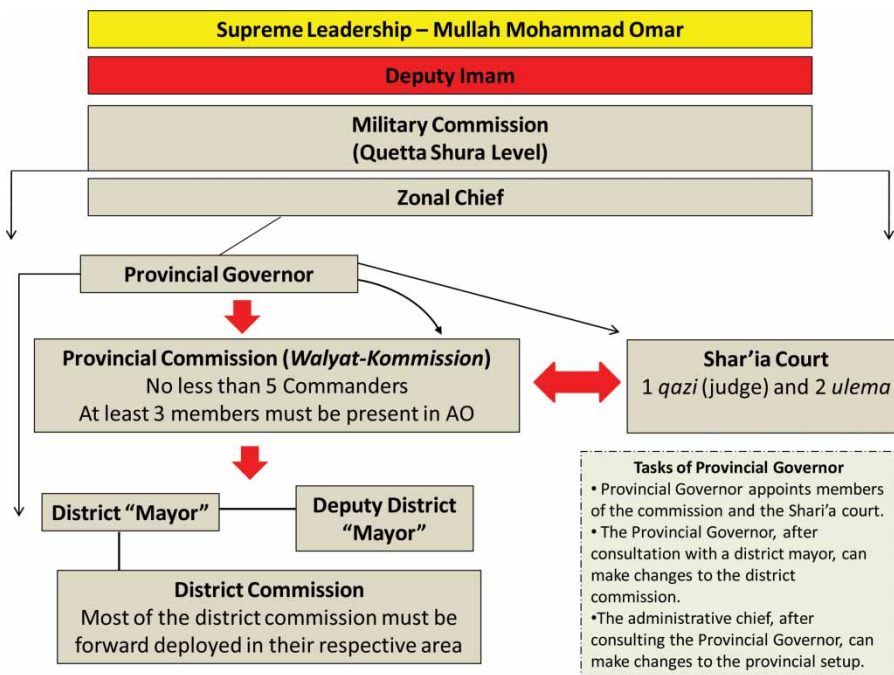 Supreme Leadership – Mullah Mohammad Omar
Deputy Imam
Military Commission
(Quetta Shura Level)
Zonal Chief
Provincial Governor
Provincial Commission (Walyat-Kommission)
No less than 5 Commanders
At least 3 members must be present in AO
Shar’ia Court
1 qazi (judge) and 2 ulema
District “Mayor”
Deputy District
“Mayor”
District Commission
Most of the district commission must be
forward deployed in their respective area
Tasks of Provincial Governor
• Provincial Governor appoints members
of the commission and the Shari’a court.
• The Provincial Governor, after
consultation with a district mayor, can
make changes to the district
commission.
• The administrative chief, after
consulting the Provincial Governor, can
make changes to the provincial setup.